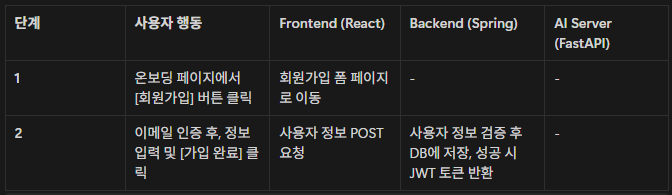 단계 사용자 행동 Frontend (React) Backend (Spring) AI Server
(FastAPI)
1 온보딩 페이지에서 회원가입 폼 페이지 - -
[회원가입] 버튼 클릭 로 이동
2 이메일 인증 후, 정보 사용자 정보 POST 사용자 정보 검증 후 -
입력 및 [가입 완료] 클 요청 DB에 저장, 성공 시
릭 JWT 토큰 반환